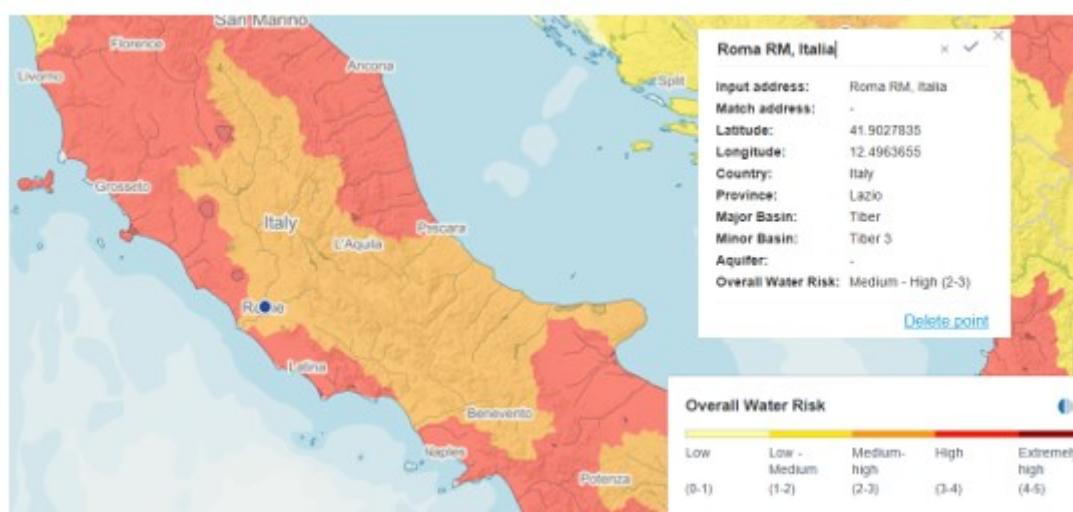 San Marino
Florence
Livorno
Ancona
Split
Grosseto
Italy
L'Aquila
Pescara
Rome
Latina
Benevento
Naples
Potenza
Roma RM, Italia
Input address: Roma RM, Italia
Match address: -
Latitude: 41.9027835
Longitude: 12.4963655
Country: Italy
Province: Lazio
Major Basin: Tiber
Minor Basin: Tiber 3
Aquifer: -
Overall Water Risk: Medium - High (2-3)
Delete point
Overall Water Risk
Low Low - Medium- High Extremely
Medium high high
(0-1) (1-2) (2-3) (3-4) (4-5)